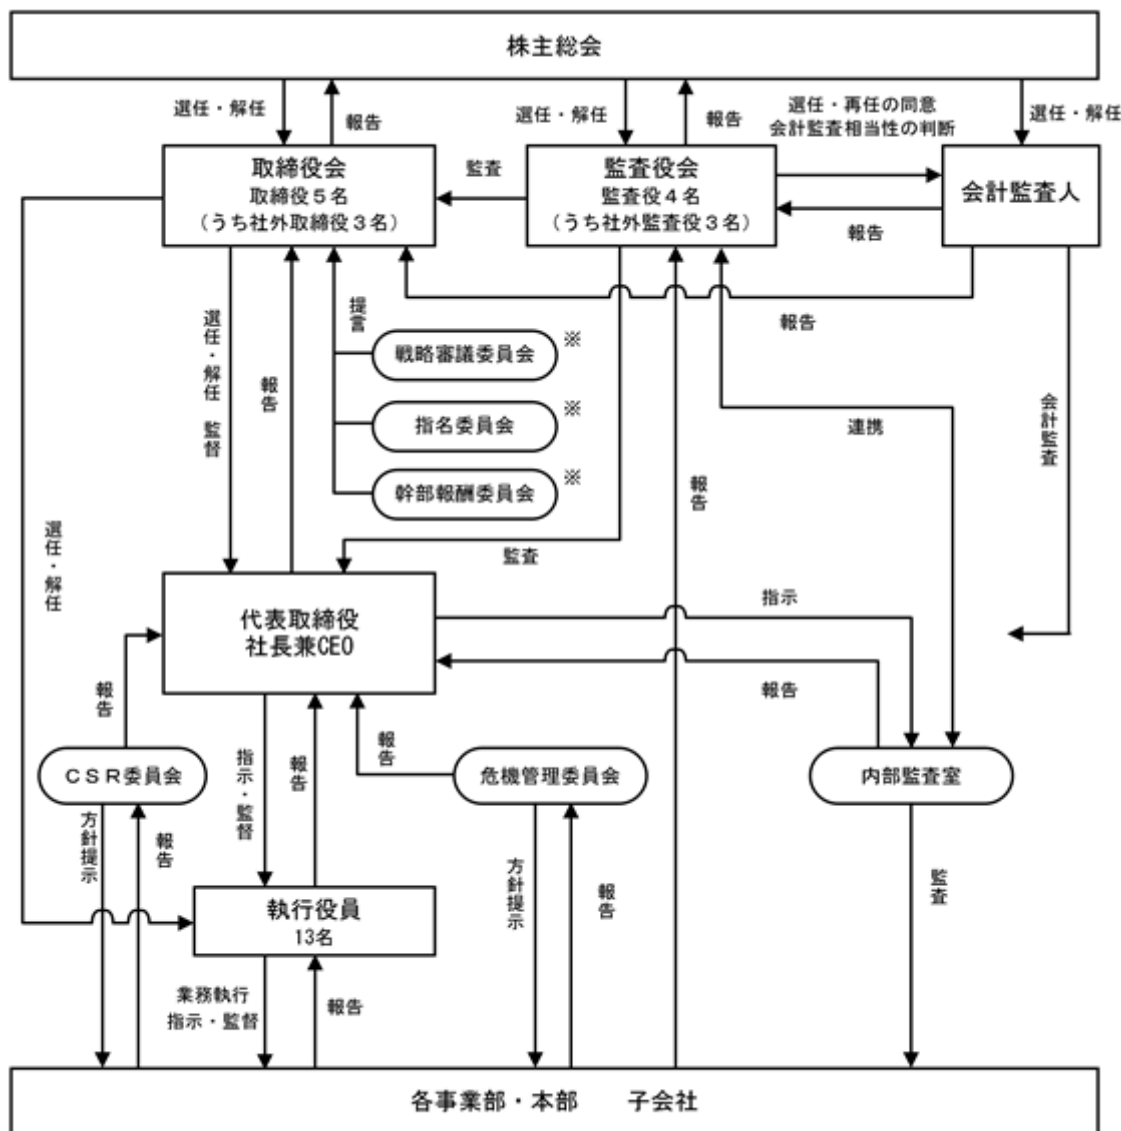 株主総会
選任・解任
報告
選任・解任
報告
選任・再任の同意
会計監査相当性の判断
選任・解任
取締役会
取締役５名
（うち社外取締役３名）
監査
監査役会
監査役４名
（うち社外監査役３名）
会計監査人
報告
報告
選任・解任 監督
報告
提言
戦略審議委員会
※
指名委員会
※
幹部報酬委員会
※
連携
会計監査
報告
選任・解任
監査
代表取締役
社長兼CEO
指示
報告
報告
ＣＳＲ委員会
指示・監督
報告
報告
危機管理委員会
内部監査室
方針提示
報告
方針提示
報告
監査
執行役員
13名
業務執行
指示・監督
報告
各事業部・本部　　子会社